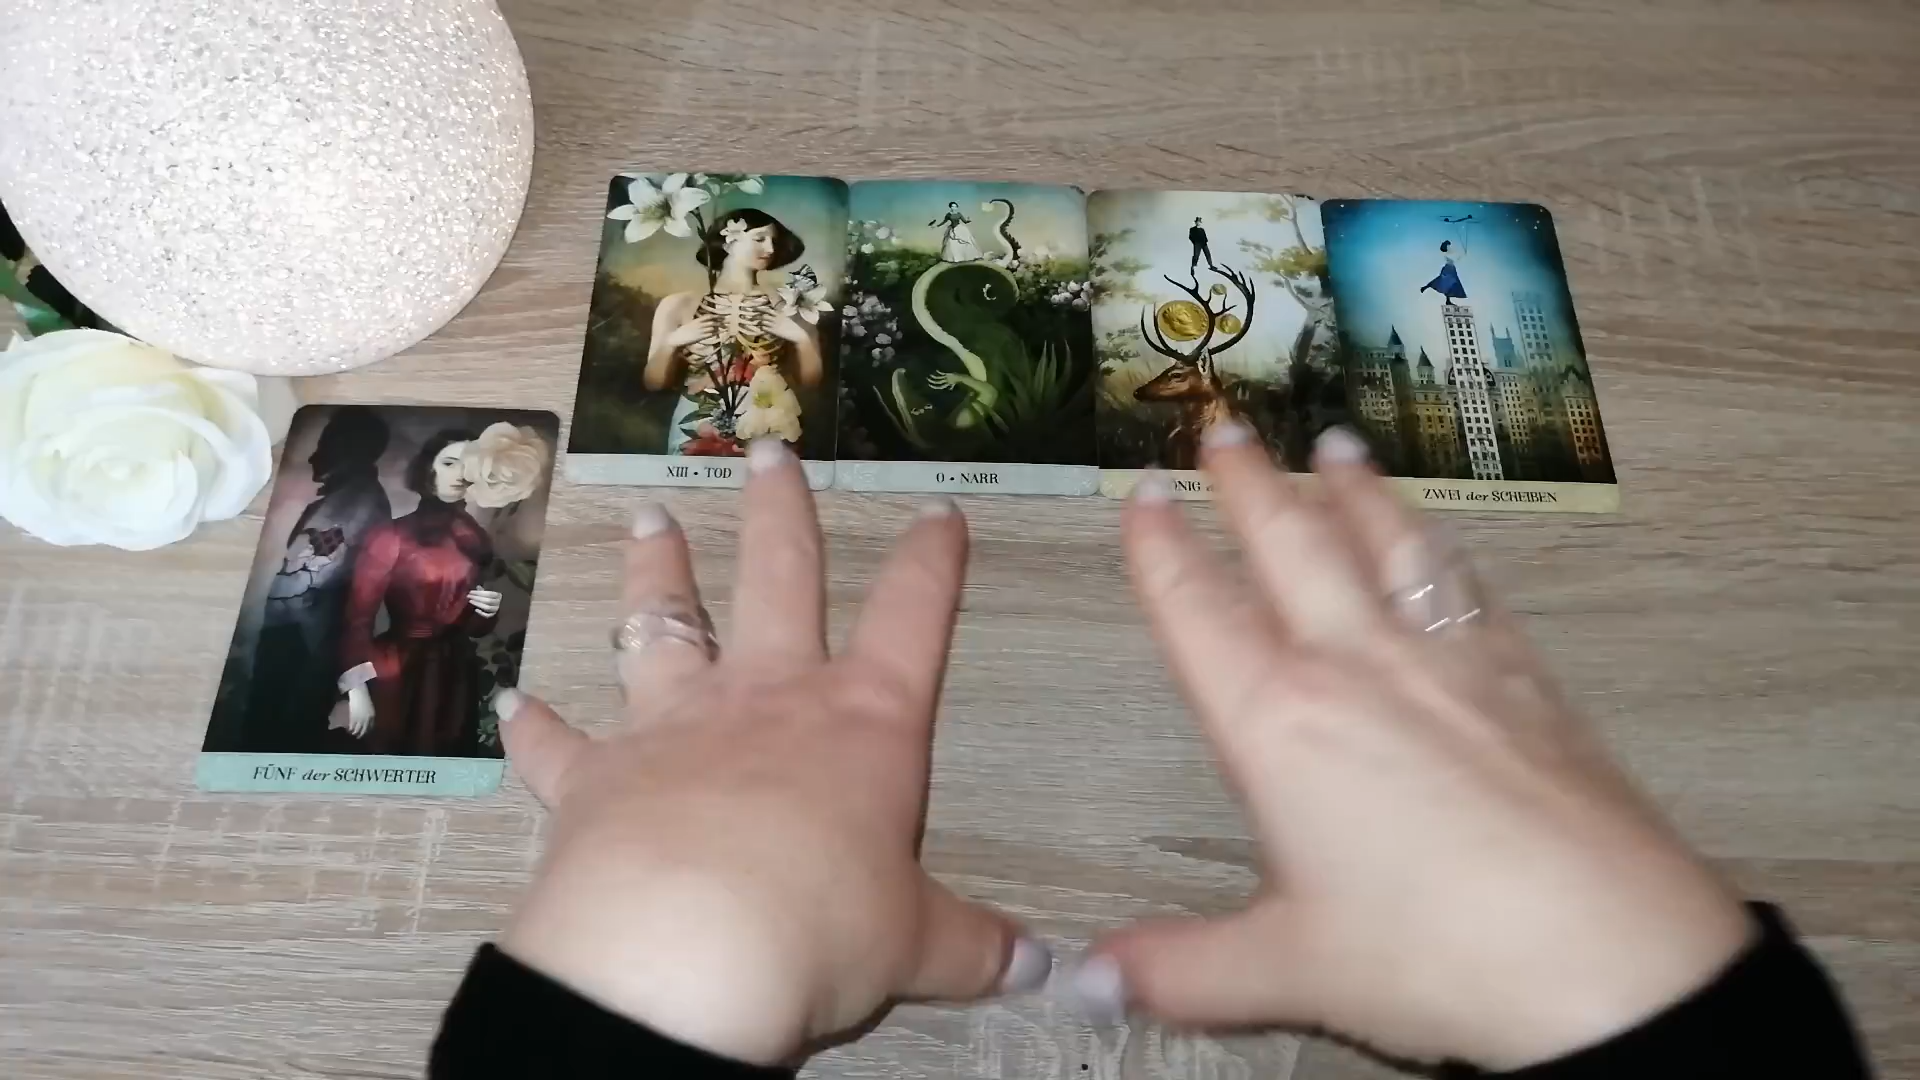 XIII • TOD
0 • NARR
ZWEI der SCHEIBEN
FÜNF der SCHWERTER